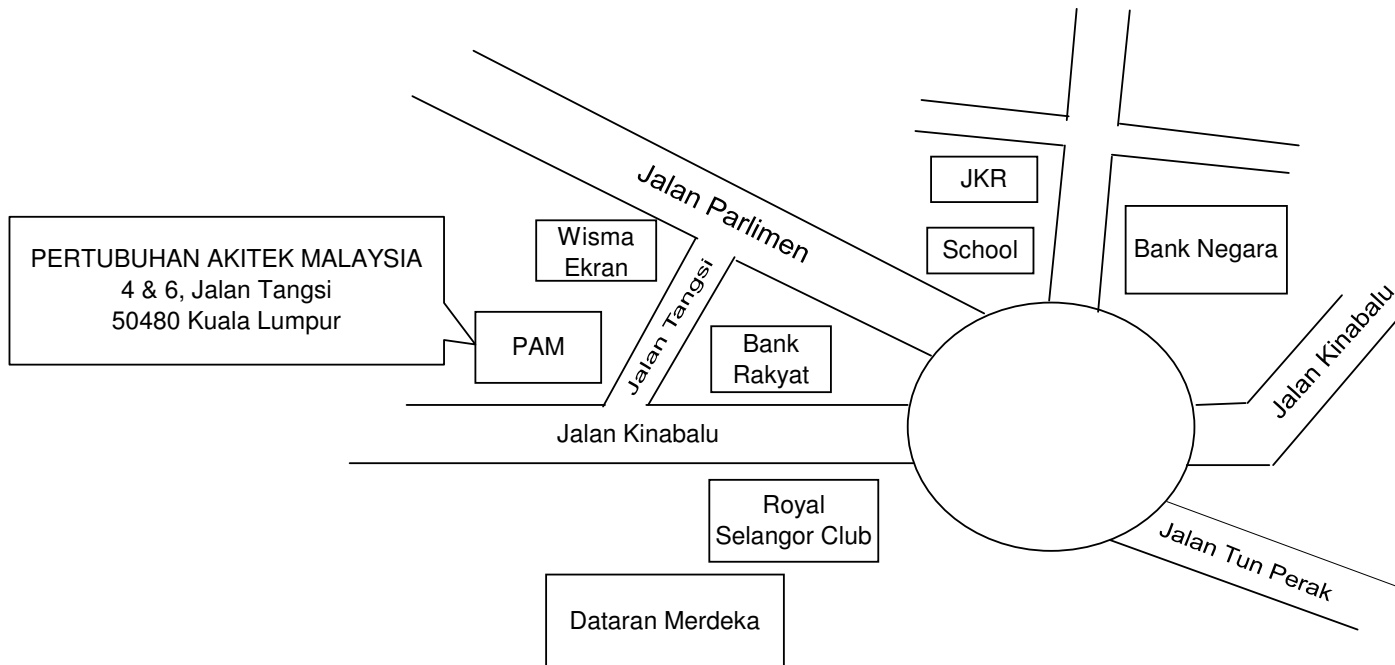 Jalan Parlimen
JKR
School
Bank Negara
Wisma
Ekran
PERTUBUHAN AKITEK MALAYSIA
4 & 6, Jalan Tangsi
50480 Kuala Lumpur
PAM
Jalan Tangsi
Bank
Rakyat
Jalan Kinabalu
Jalan Kinabalu
Royal
Selangor Club
Jalan Tun Perak
Dataran Merdeka